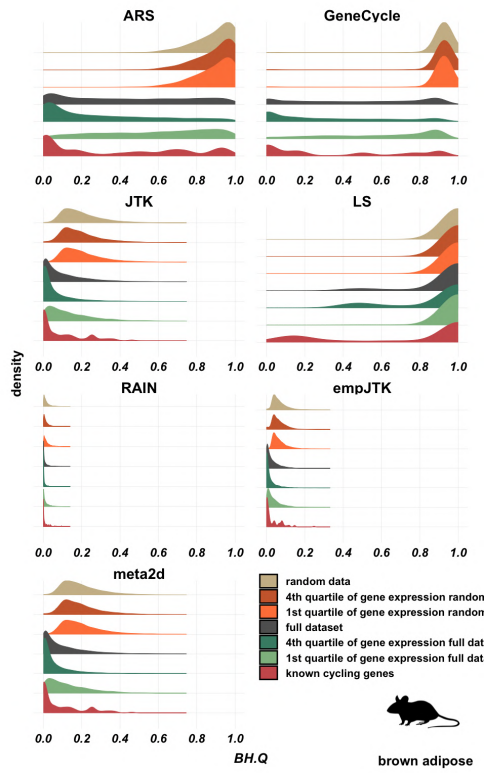 ARS
GeneCycle
0.0 0.2 0.4 0.6 0.8 1.0
0.0 0.2 0.4 0.6 0.8 1.0
JTK
LS
0.0 0.2 0.4 0.6 0.8 1.0
0.0 0.2 0.4 0.6 0.8 1.0
density
RAIN
empJTK
0.0 0.2 0.4 0.6 0.8 1.0
0.0 0.2 0.4 0.6 0.8 1.0
meta2d
0.0 0.2 0.4 0.6 0.8 1.0
BH.Q
random data
4th quartile of gene expression random
1st quartile of gene expression random
full dataset
4th quartile of gene expression full dat
1st quartile of gene expression full dat
known cycling genes
brown adipose